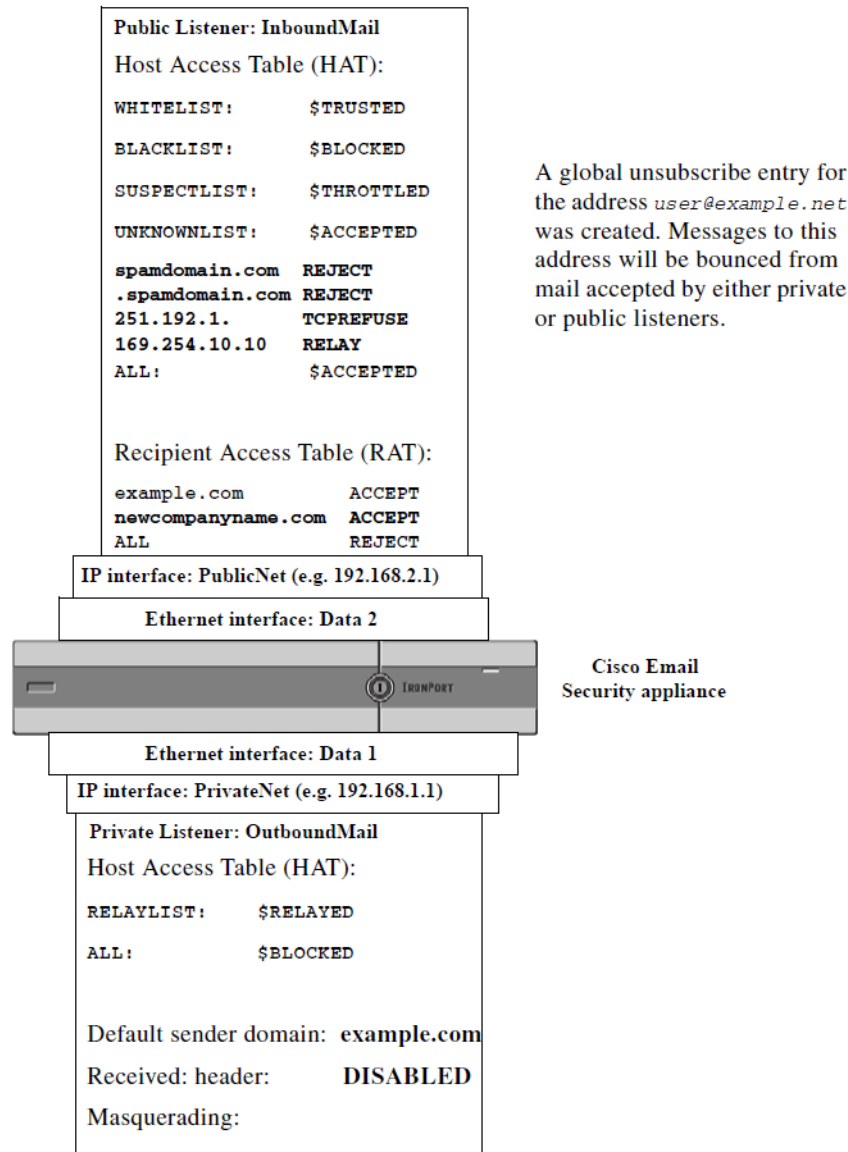 Public Listener: InboundMail
Host Access Table (HAT):
WHITELIST: $TRUSTED
BLACKLIST: $BLOCKED
SUSPECTLIST: $THROTTLED
UNKNOWNLIST: $ACCEPTED
spamdomain.com REJECT
.spamdomain.com REJECT
251.192.1. TCPREFUSE
169.254.10.10 RELAY
ALL: $ACCEPTED
Recipient Access Table (RAT):
example.com ACCEPT
newcompanyname.com ACCEPT
ALL REJECT
A global unsubscribe entry for
the address user@example.net
was created. Messages to this
address will be bounced from
mail accepted by either private
or public listeners.
IP interface: PublicNet (e.g. 192.168.2.1)
Ethernet interface: Data 2
IRONPORT
Cisco Email
Security appliance
Ethernet interface: Data 1
IP interface: PrivateNet (e.g. 192.168.1.1)
Private Listener: OutboundMail
Host Access Table (HAT):
RELAYLIST: $RELAYED
ALL: $BLOCKED
Default sender domain: example.com
Received: header: DISABLED
Masquerading: